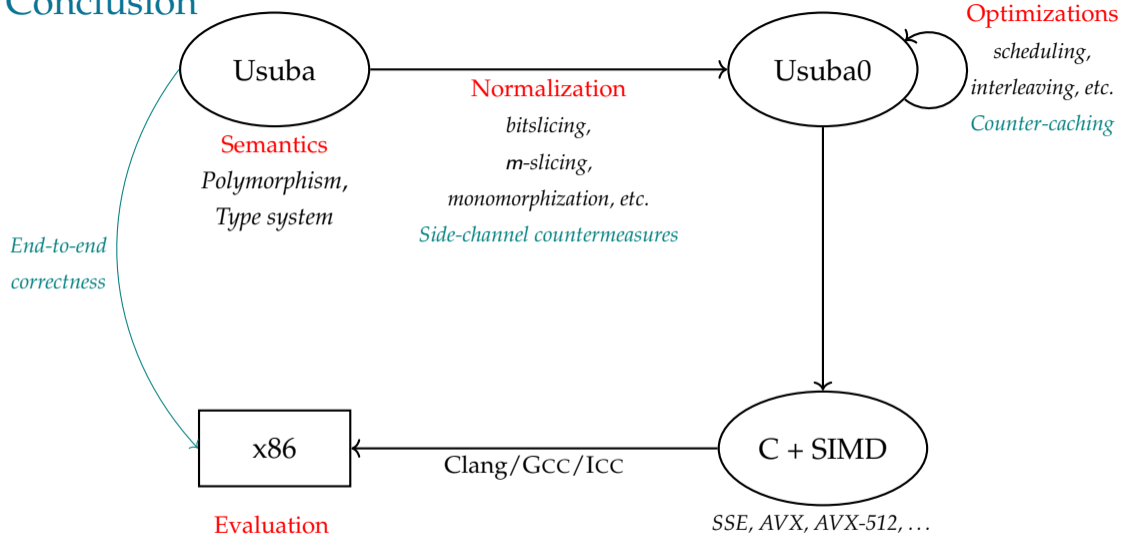 Conclusion
Usuba
Usuba0
Optimizations
scheduling,
interleaving, etc.
Counter-caching
Normalization
bitslicing,
m-slicing,
monomorphization, etc.
Side-channel countermeasures
Semantics
Polymorphism,
Type system
End-to-end
correctness
x86
Clang/GCC/ICC
C + SIMD
Evaluation
SSE, AVX, AVX-512, ...